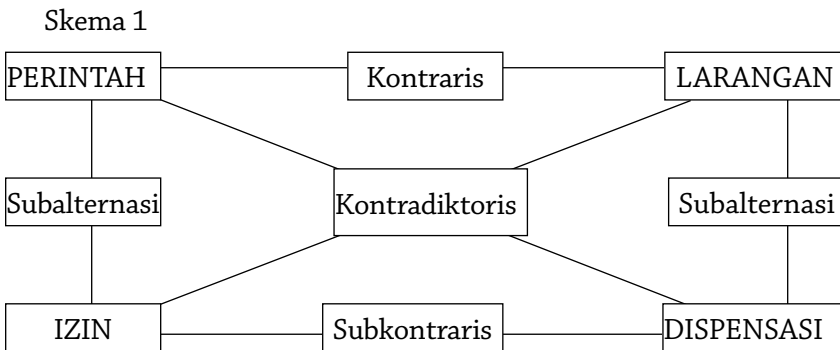 Skema 1
PERINTAH Kontraris LARANGAN
Subalternasi Kontradiktoris Subalternasi
IZIN Subkontraris DISPENSASI